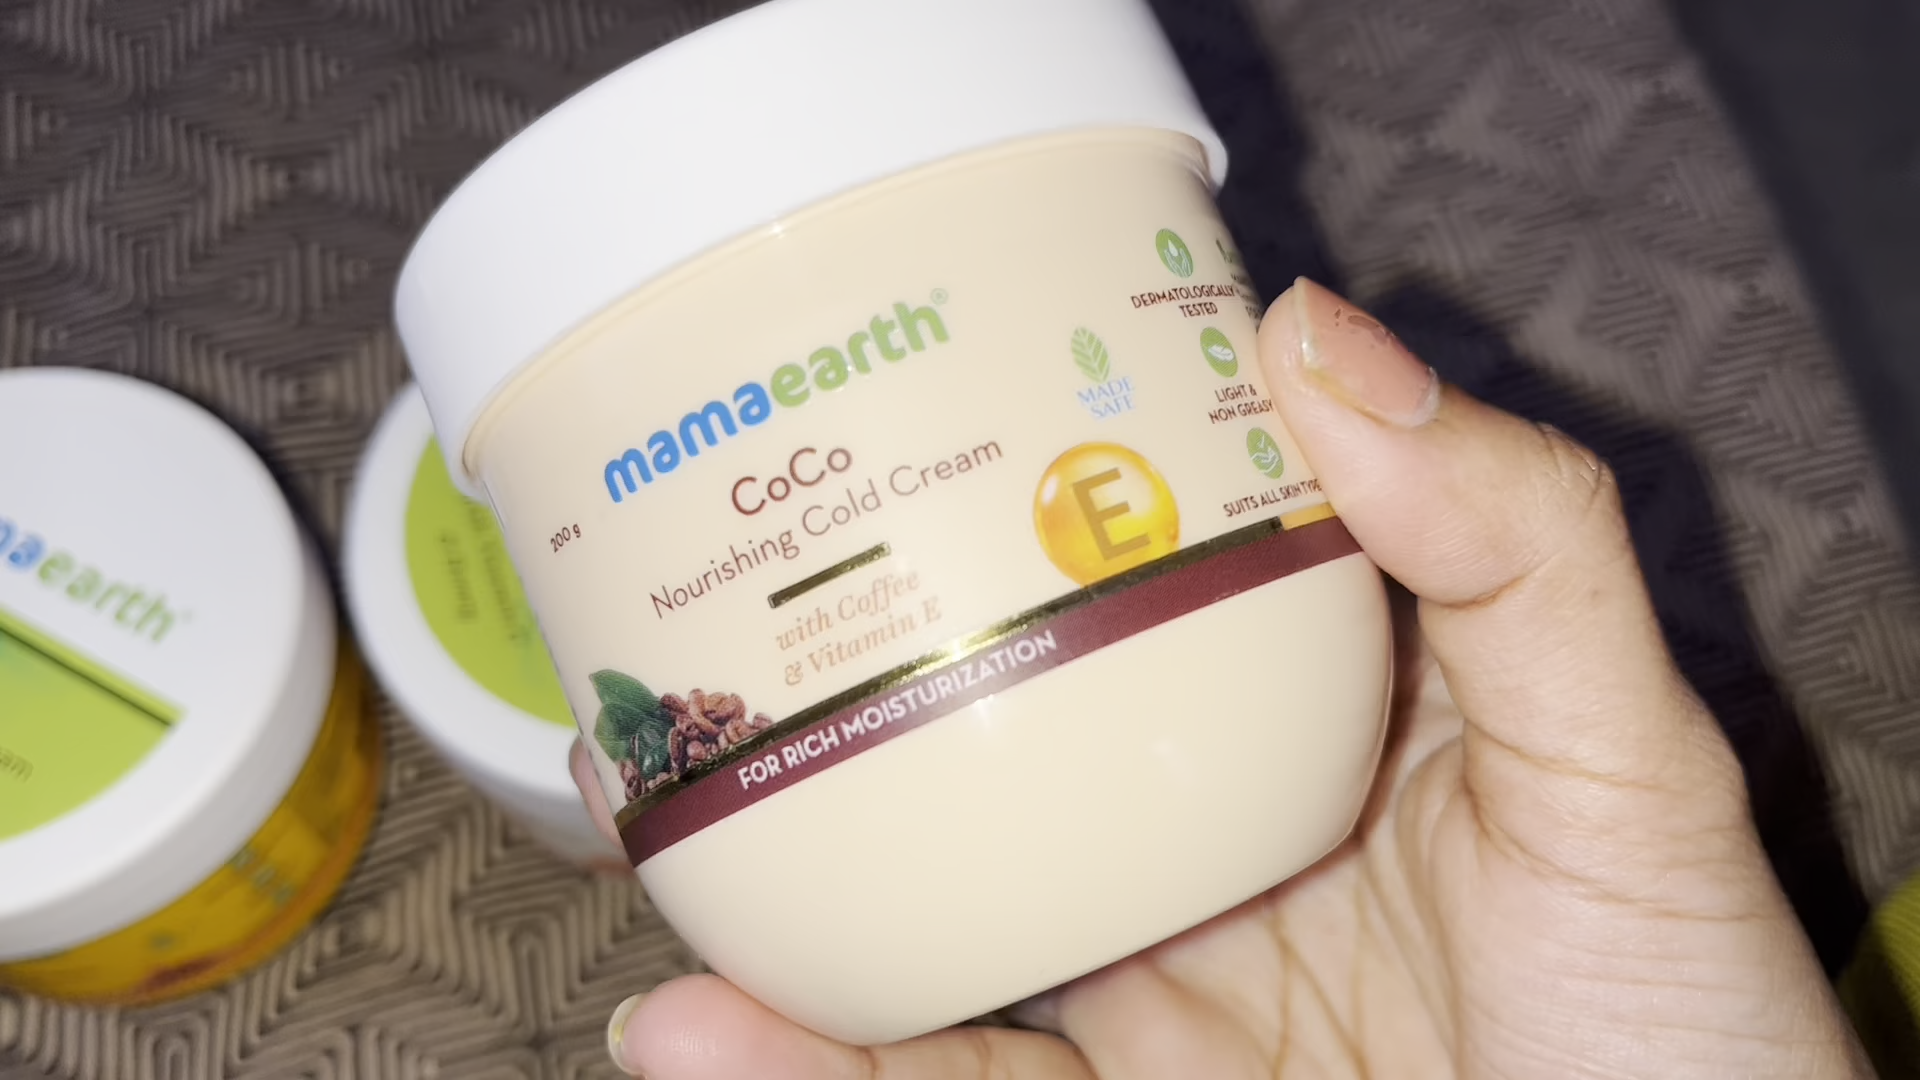 mamaearth®
CoCo
Nourishing Cold Cream
with Coffee
& Vitamin E
200 g
FOR RICH MOISTURIZATION
E
MADE
SAFE
DERMATOLOGICALLY
TESTED
LIGHT &
NON GREASY
SUITS ALL SKIN TYPE
earth